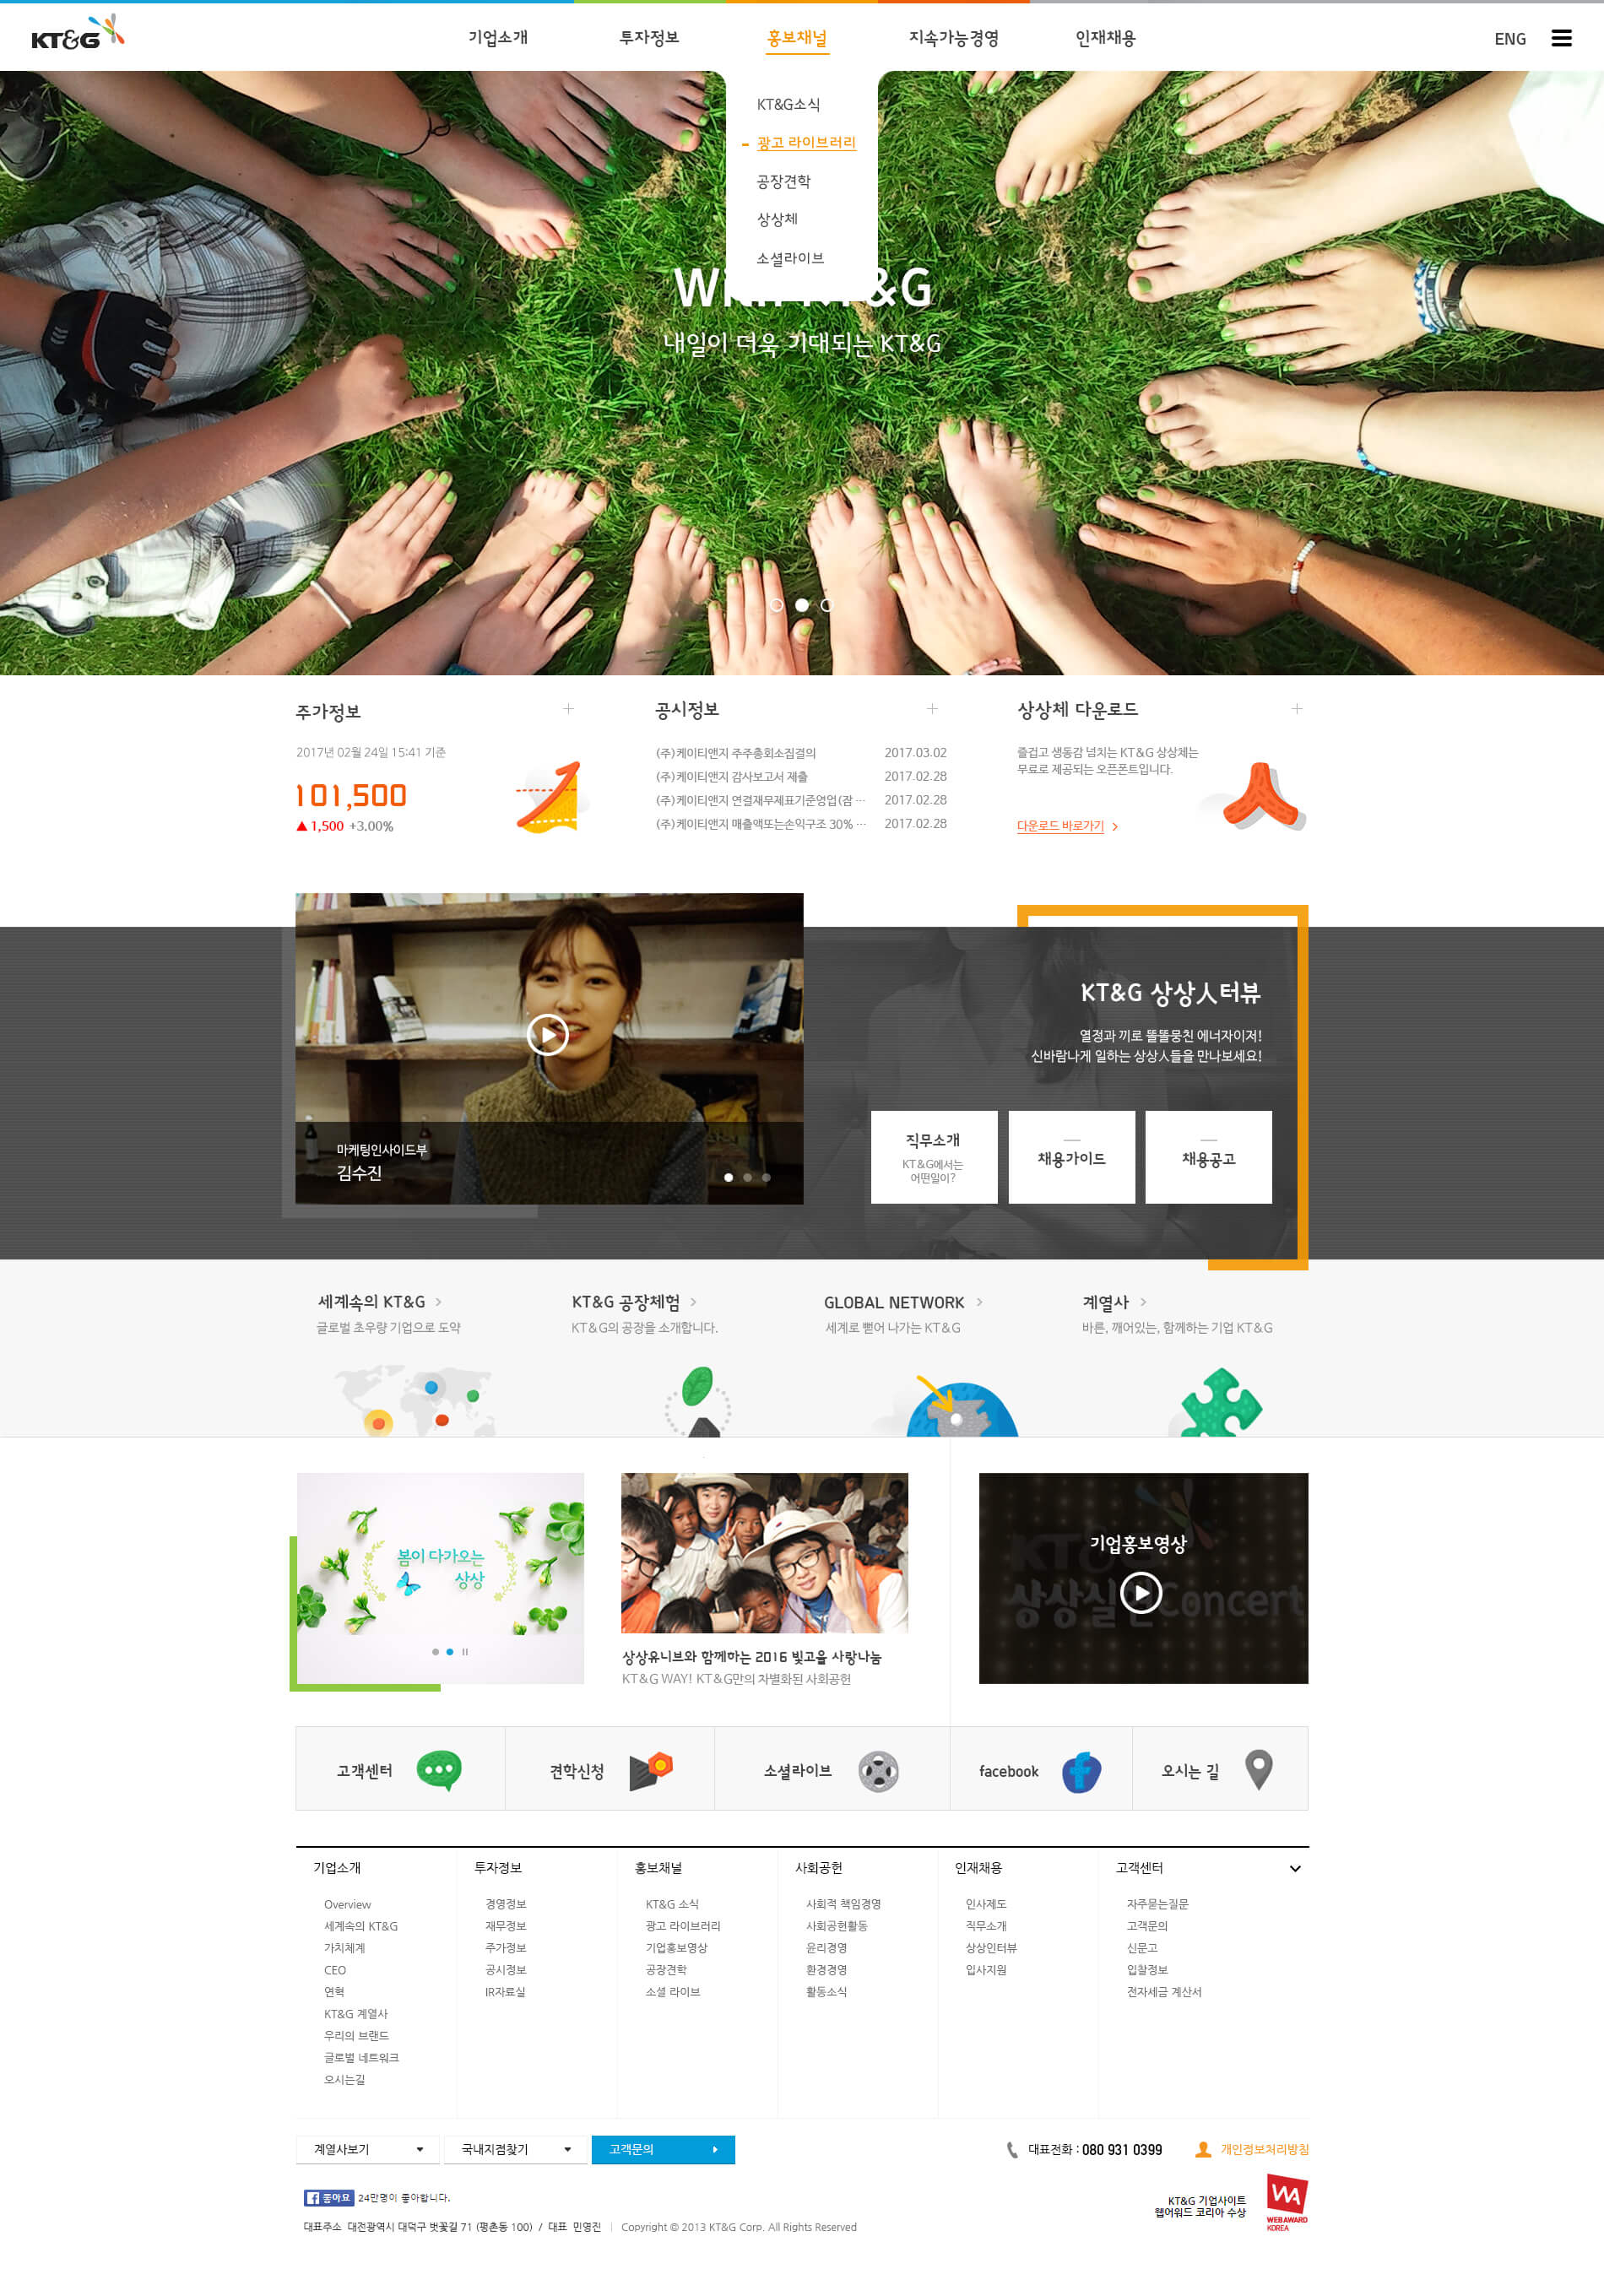 KT&G
기업소개
투자정보
홍보채널
지속가능경영
인재채용
ENG
KT&G소식
광고 라이브러리
공장견학
상상체
소셜라이브
&G
내일이 더욱 기대되는 KT&G
주가정보
2017년 02월 24일 15:41 기준
101,500
▲ 1,500 +3.00%
공시정보
(주)케이티앤지 주주총회소집결의 2017.03.02
(주)케이티앤지 감사보고서 제출 2017.02.28
(주)케이티앤지 연결재무제표기준영업(잠 ··· 2017.02.28
(주)케이티앤지 매출액또는손익구조 30% ··· 2017.02.28
상상체 다운로드
즐겁고 생동감 넘치는 KT&G 상상체는
무료로 제공되는 오픈폰트입니다.
다운로드 바로가기
마케팅인사이드부
김수진
KT&G 상상人터뷰
열정과 끼로 똘똘뭉친 에너자이저!
신바람나게 일하는 상상人들을 만나보세요!
직무소개
KT&G에서는
어떤일이?
채용가이드
채용공고
세계속의 KT&G
글로벌 초우량 기업으로 도약
KT&G 공장체험
KT&G의 공장을 소개합니다.
GLOBAL NETWORK
세계로 뻗어 나가는 KT&G
계열사
바른, 깨어있는, 함께하는 기업 KT&G
봄이 다가오는
상상
상상유니브와 함께하는 2016 빛고을 사랑나눔
KT&G WAY! KT&G만의 차별화된 사회공헌
기업홍보영상
KT&G
상상실현Concert
고객센터
견학신청
소셜라이브
facebook
오시는 길
기업소개
Overview
세계속의 KT&G
가치체계
CEO
연혁
KT&G 계열사
우리의 브랜드
글로벌 네트워크
오시는길
투자정보
경영정보
재무정보
주가정보
공시정보
IR자료실
홍보채널
KT&G 소식
광고 라이브러리
기업홍보영상
공장견학
소셜 라이브
사회공헌
사회적 책임경영
사회공헌활동
윤리경영
환경경영
활동소식
인재채용
인사제도
직무소개
상상인터뷰
입사지원
고객센터
자주묻는질문
고객문의
신문고
입찰정보
전자세금 계산서
계열사보기
국내지점찾기
고객문의
대표전화 : 080 931 0399
개인정보처리방침
좋아요 24만명이 좋아합니다.
KT&G 기업사이트
웹어워드 코리아 수상
WA
WEBAWARD
KOREA
대표주소 대전광역시 대덕구 벚꽃길 71 (평촌동 100) / 대표 민영진 | Copyright © 2013 KT&G Corp. All Rights Reserved